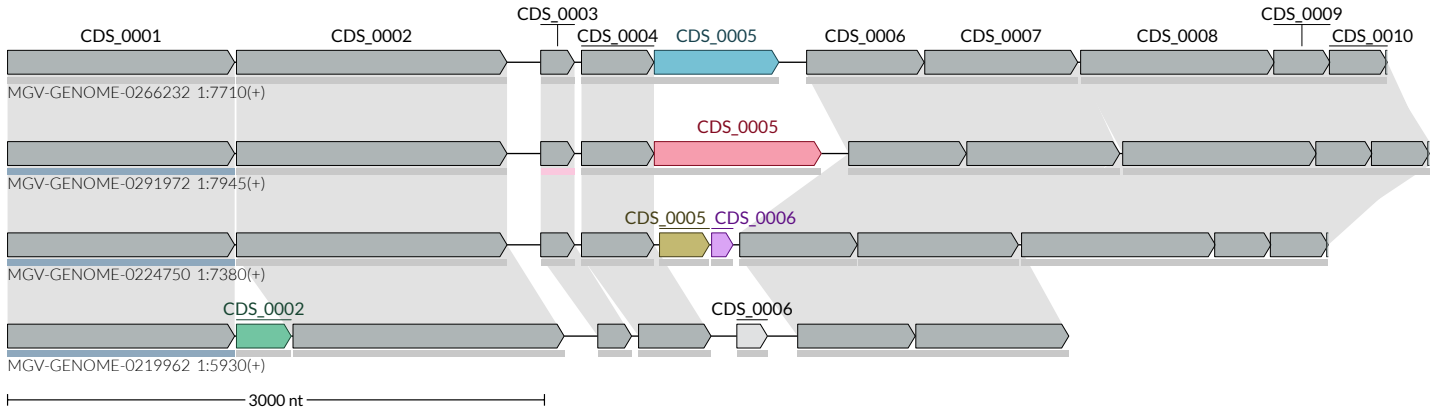 CDS_0003 CDS_0009
CDS_0001 CDS_0002 CDS_0004 CDS_0005 CDS_0006 CDS_0007 CDS_0008 CDS_0010
MGV-GENOME-0266232 1:7710(+)
CDS_0005
MGV-GENOME-0291972 1:7945(+)
CDS_0005 CDS_0006
MGV-GENOME-0224750 1:7380(+)
CDS_0002 CDS_0006
MGV-GENOME-0219962 1:5930(+)
3000 nt